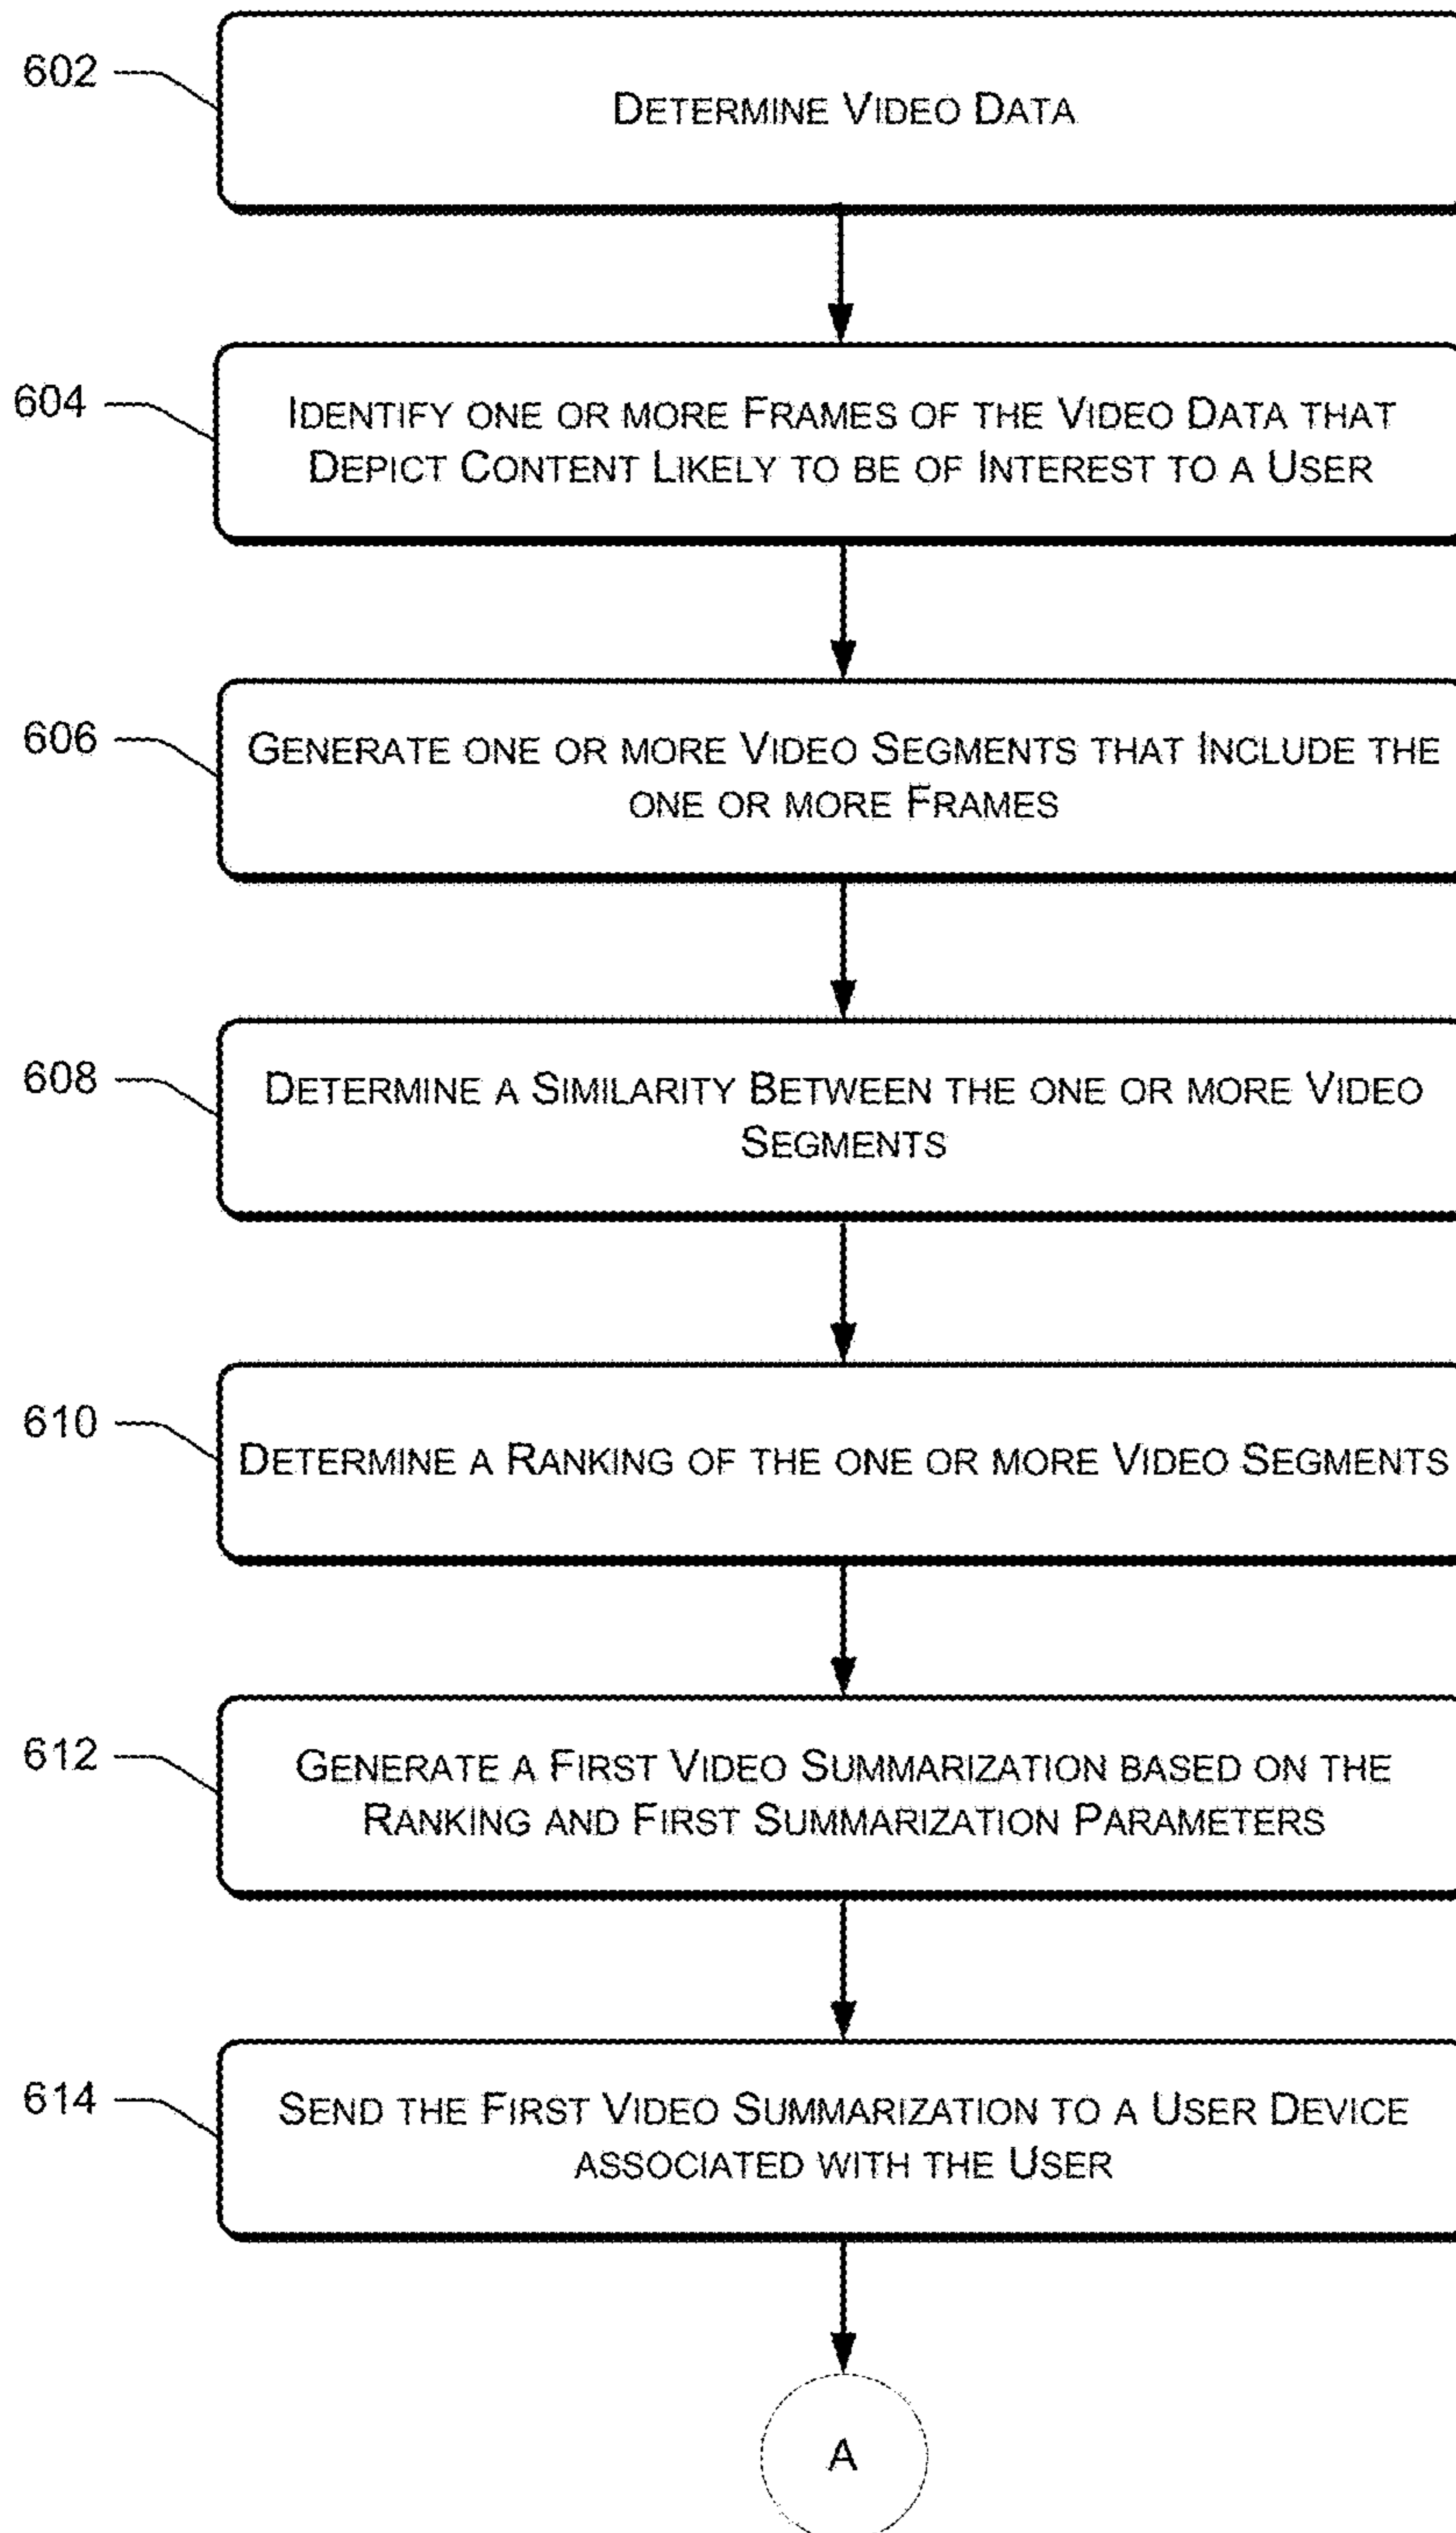 602
DETERMINE VIDEO DATA
604
IDENTIFY ONE OR MORE FRAMES OF THE VIDEO DATA THAT
DEPICT CONTENT LIKELY TO BE OF INTEREST TO A USER
606
GENERATE ONE OR MORE VIDEO SEGMENTS THAT INCLUDE THE
ONE OR MORE FRAMES
608
DETERMINE A SIMILARITY BETWEEN THE ONE OR MORE VIDEO
SEGMENTS
610
DETERMINE A RANKING OF THE ONE OR MORE VIDEO SEGMENTS
612
GENERATE A FIRST VIDEO SUMMARIZATION BASED ON THE
RANKING AND FIRST SUMMARIZATION PARAMETERS
614
SEND THE FIRST VIDEO SUMMARIZATION TO A USER DEVICE
ASSOCIATED WITH THE USER
A